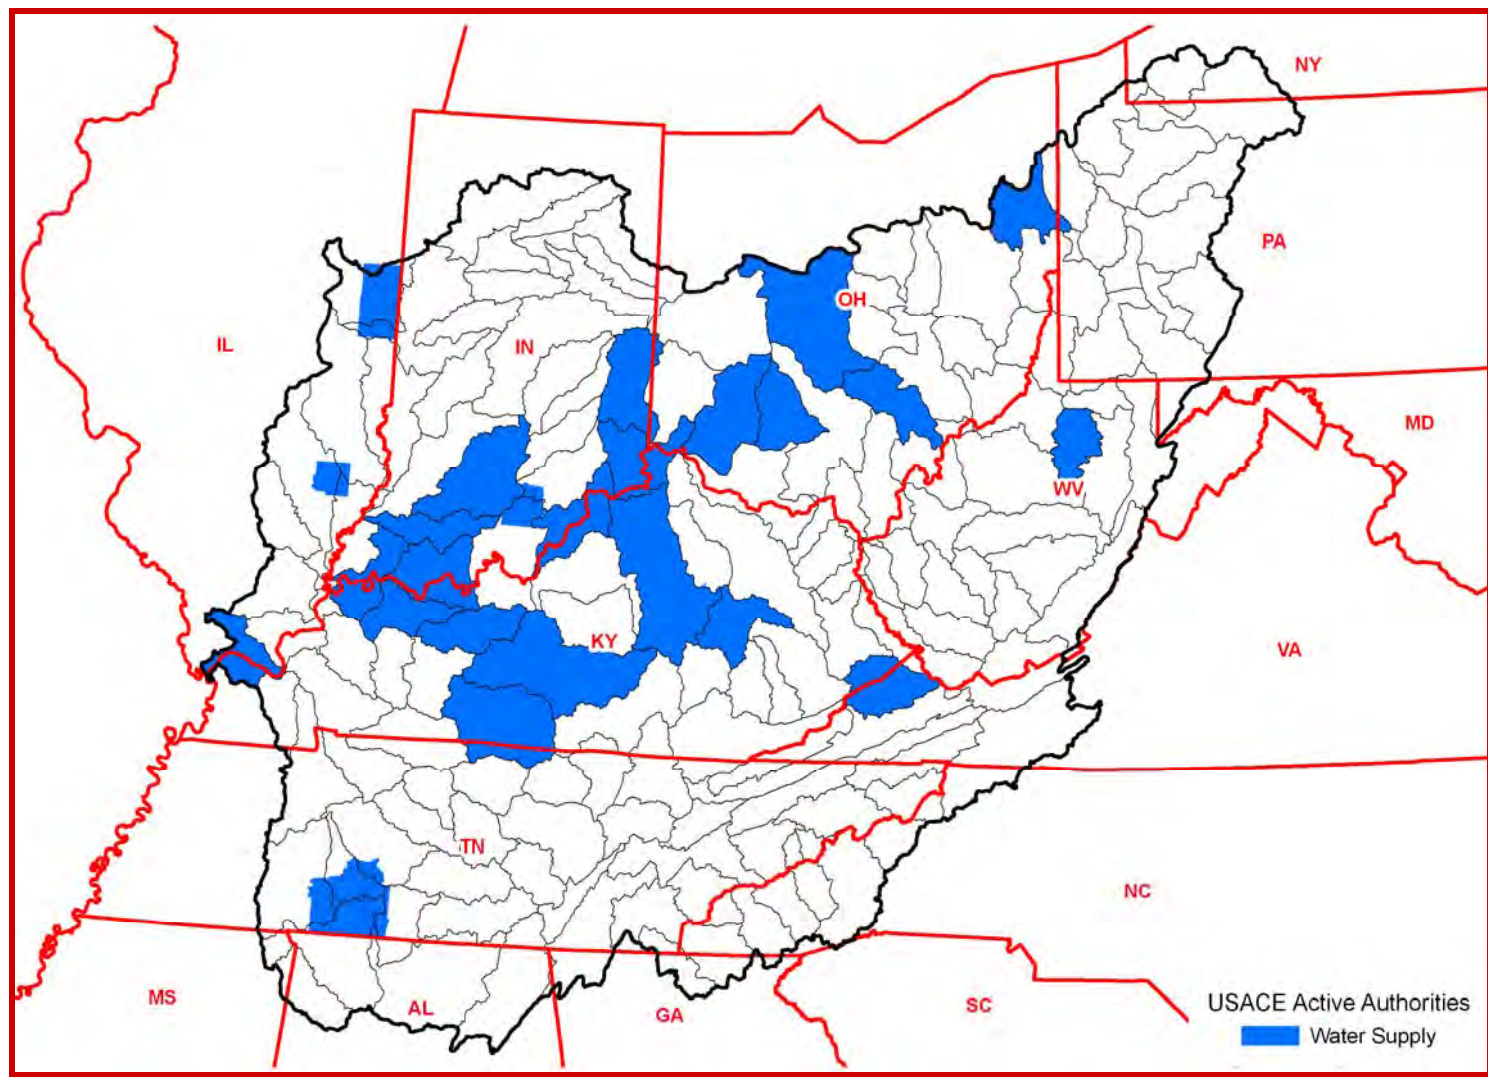 NY
PA
OH
IL
IN
MD
WV
KY
VA
TN
NC
MS
AL
GA
SC
USACE Active Authorities
Water Supply